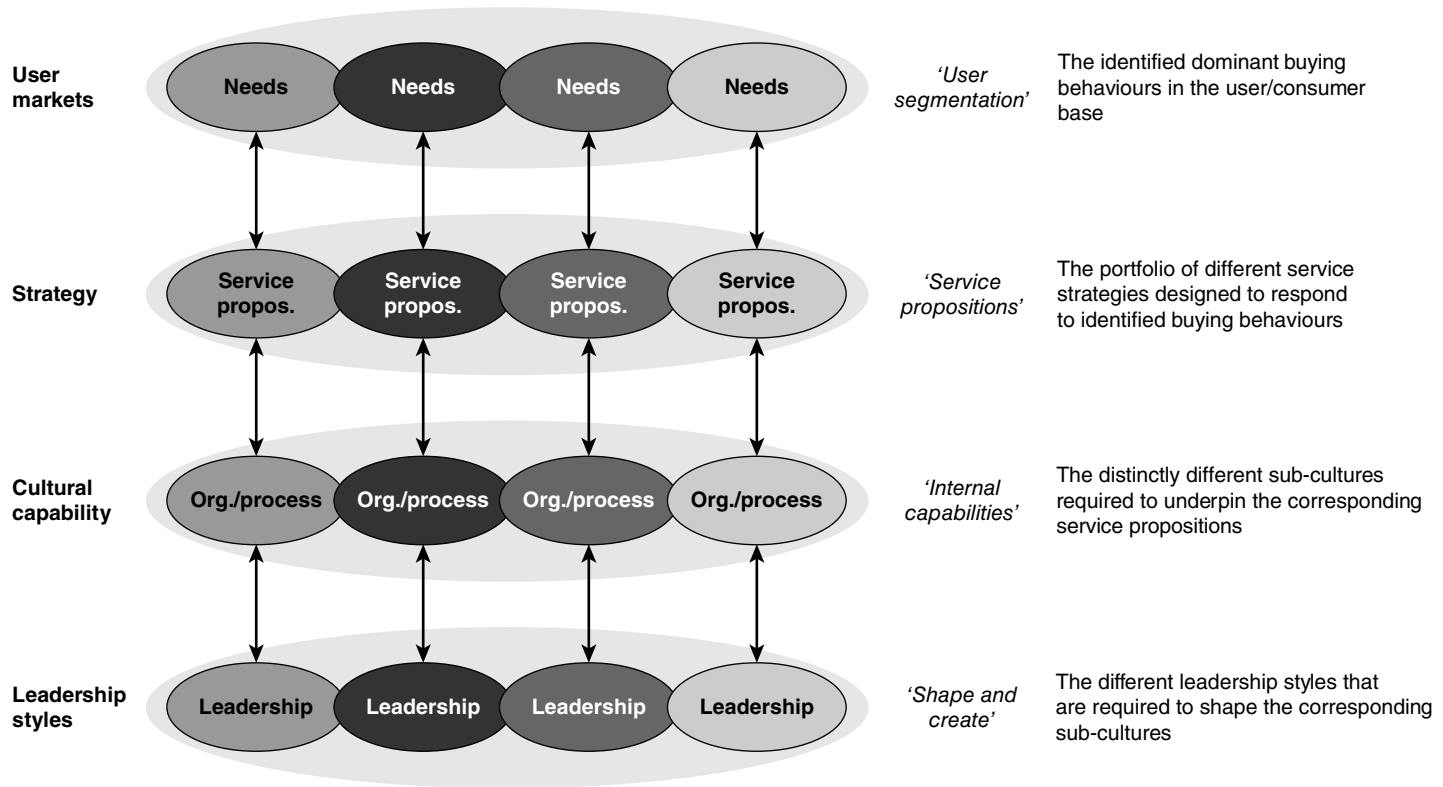 User
markets
Needs
Needs
Needs
Needs
‘User
segmentation’
The identified dominant buying
behaviours in the user/consumer
base
Strategy
Service
propos.
Service
propos.
Service
propos.
Service
propos.
‘Service
propositions’
The portfolio of different service
strategies designed to respond
to identified buying behaviours
Cultural
capability
Org./process
Org./process
Org./process
Org./process
‘Internal
capabilities’
The distinctly different sub-cultures
required to underpin the corresponding
service propositions
Leadership
styles
Leadership
Leadership
Leadership
Leadership
‘Shape and
create’
The different leadership styles that
are required to shape the corresponding
sub-cultures